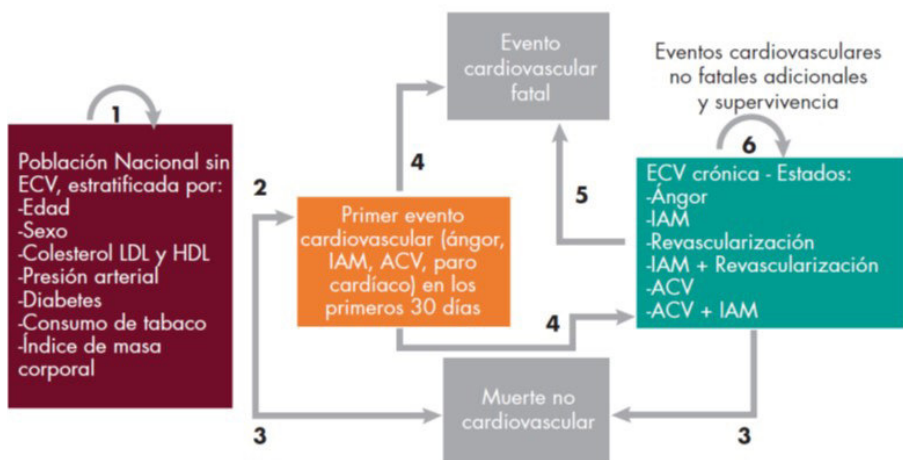 Evento
cardiovascular
fatal
Eventos cardiovasculares
no fatales adicionales
y supervivencia
1
4
6
Población Nacional sin
ECV, estratificada por:
-Edad
-Sexo
-Colesterol LDL y HDL
-Presión arterial
-Diabetes
-Consumo de tabaco
-Índice de masa
corporal
2
Primer evento
cardiovascular (ángor,
IAM, ACV, paro
cardíaco) en los
primeros 30 días
5
ECV crónica - Estados:
-Ángor
-IAM
-Revascularización
-IAM + Revascularización
-ACV
-ACV + IAM
4
3
Muerte no
cardiovascular
3